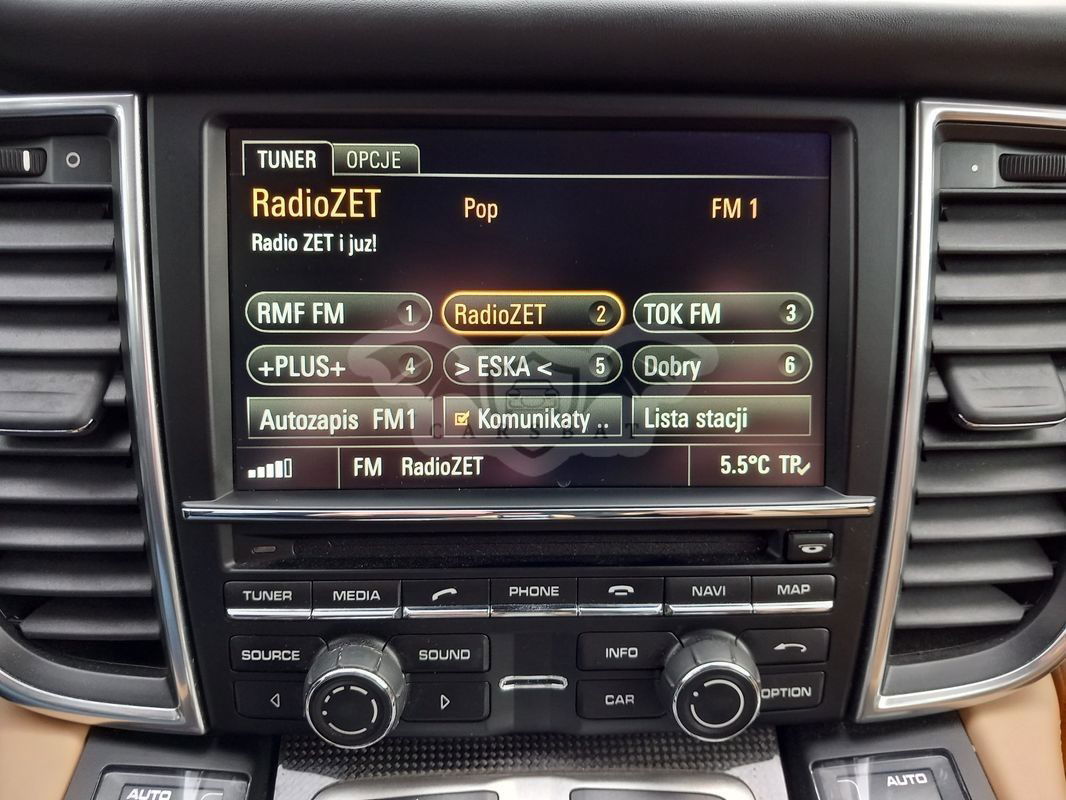 TUNER OPCJE
RadioZET Pop FM 1
Radio ZET i juz!
RMF FM 1 RadioZET 2 TOK FM 3
+PLUS+ 4 > ESKA < 5 Dobry 6
Autozapis FM1 Komunikaty .. Lista stacji
CARSBAT
FM RadioZET 5.5°C TP
TUNER MEDIA PHONE NAVI MAP
SOURCE SOUND INFO
CAR OPTION
AUTO AUTO